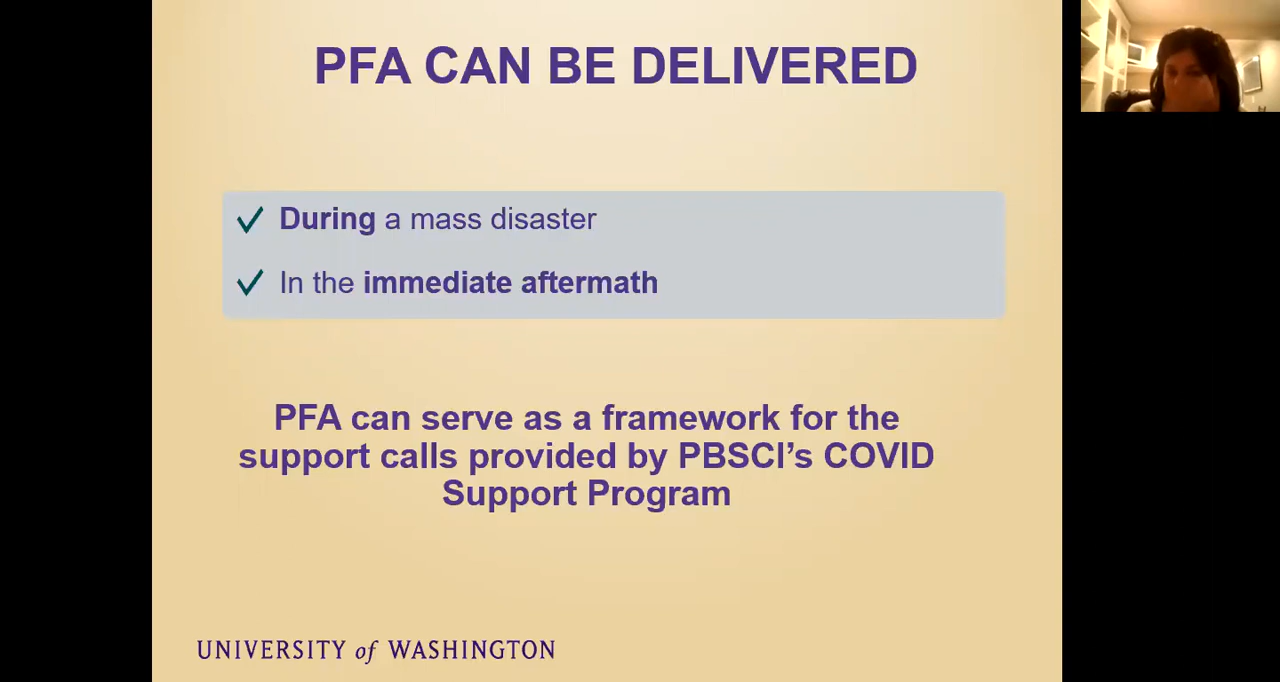 PFA CAN BE DELIVERED
During a mass disaster
In the immediate aftermath
PFA can serve as a framework for the
support calls provided by PBSCI’s COVID
Support Program
UNIVERSITY of WASHINGTON